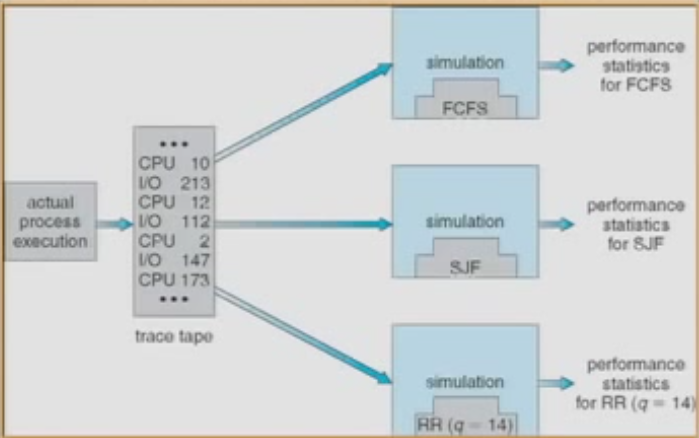 actual
process
execution
•••
CPU 10
I/O 213
CPU 12
I/O 112
CPU 2
I/O 147
CPU 173
•••
trace tape
simulation
FCFS
performance
statistics
for FCFS
simulation
SJF
performance
statistics
for SJF
simulation
RR (q = 14)
performance
statistics
for RR (q = 14)